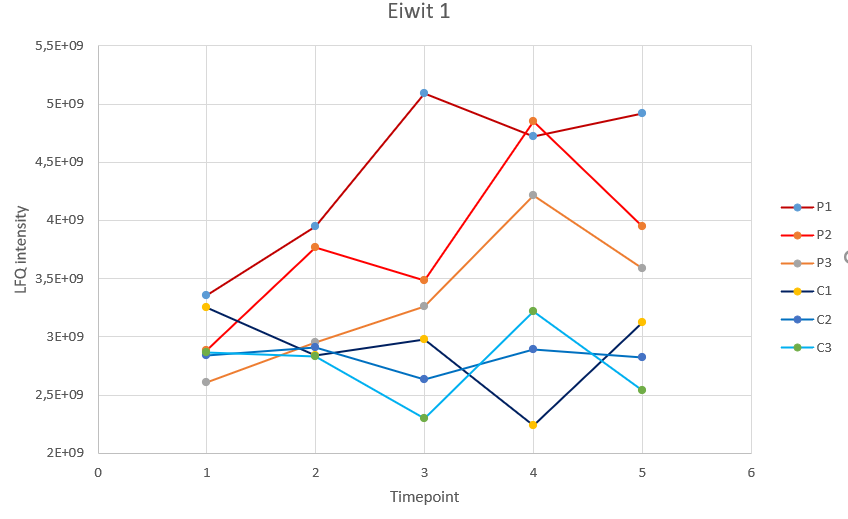 Eiwit 1
5,5E+09
5E+09
4,5E+09
4E+09
3,5E+09
3E+09
2,5E+09
2E+09
LFQ intensity
0 1 2 3 4 5 6
Timepoint
P1
P2
P3
C1
C2
C3